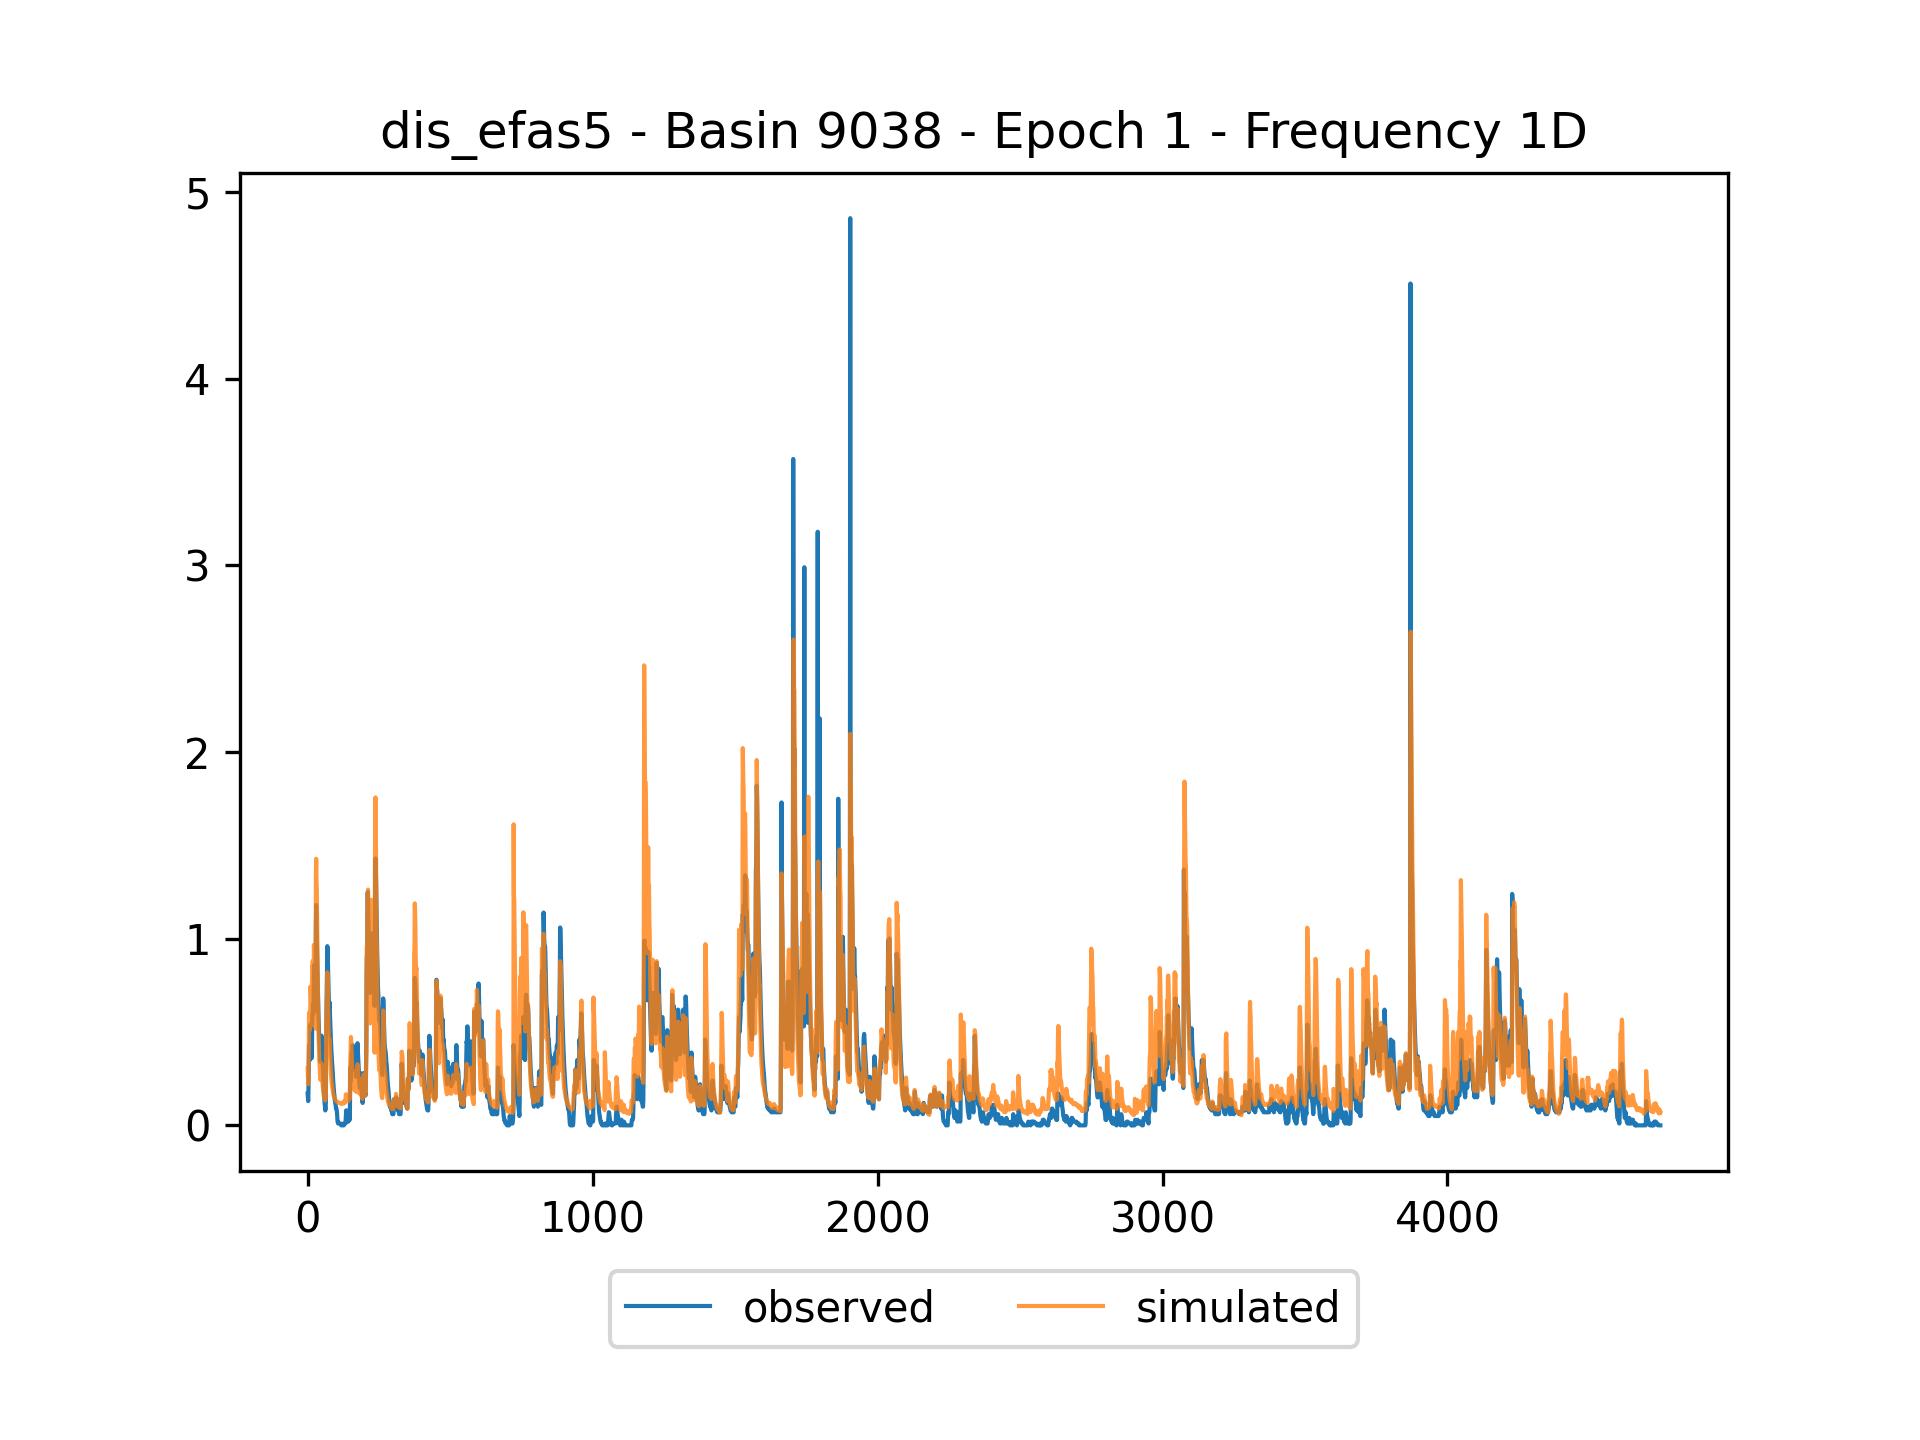 dis_efas5 - Basin 9038 - Epoch 1 - Frequency 1D
5
4
3
2
1
0
0 1000 2000 3000 4000
observed simulated